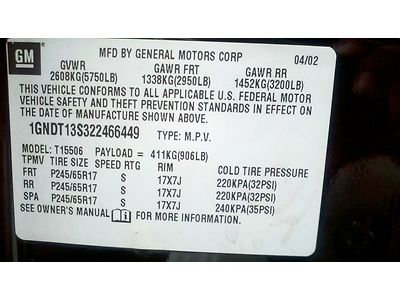 GM
MFD BY GENERAL MOTORS CORP 04/02
GVWR GAWR FRT GAWR RR
2608KG(5750LB) 1338KG(2950LB) 1452KG(3200LB)
THIS VEHICLE CONFORMS TO ALL APPLICABLE U.S. FEDERAL MOTOR
VEHICLE SAFETY AND THEFT PREVENTION STANDARDS IN EFFECT ON
THE DATE OF MANUFACTURE SHOWN ABOVE.
1GNDT13S322466449 TYPE: M.P.V.
MODEL: T15506 PAYLOAD = 411KG(906LB)
TPMV TIRE SIZE SPEED RTG RIM COLD TIRE PRESSURE
FRT P245/65R17 S 17X7J 220KPA(32PSI)
RR P245/65R17 S 17X7J 220KPA(32PSI)
SPA P245/65R17 S 17X7J 240KPA(35PSI)
SEE OWNER'S MANUAL FOR MORE INFORMATION.